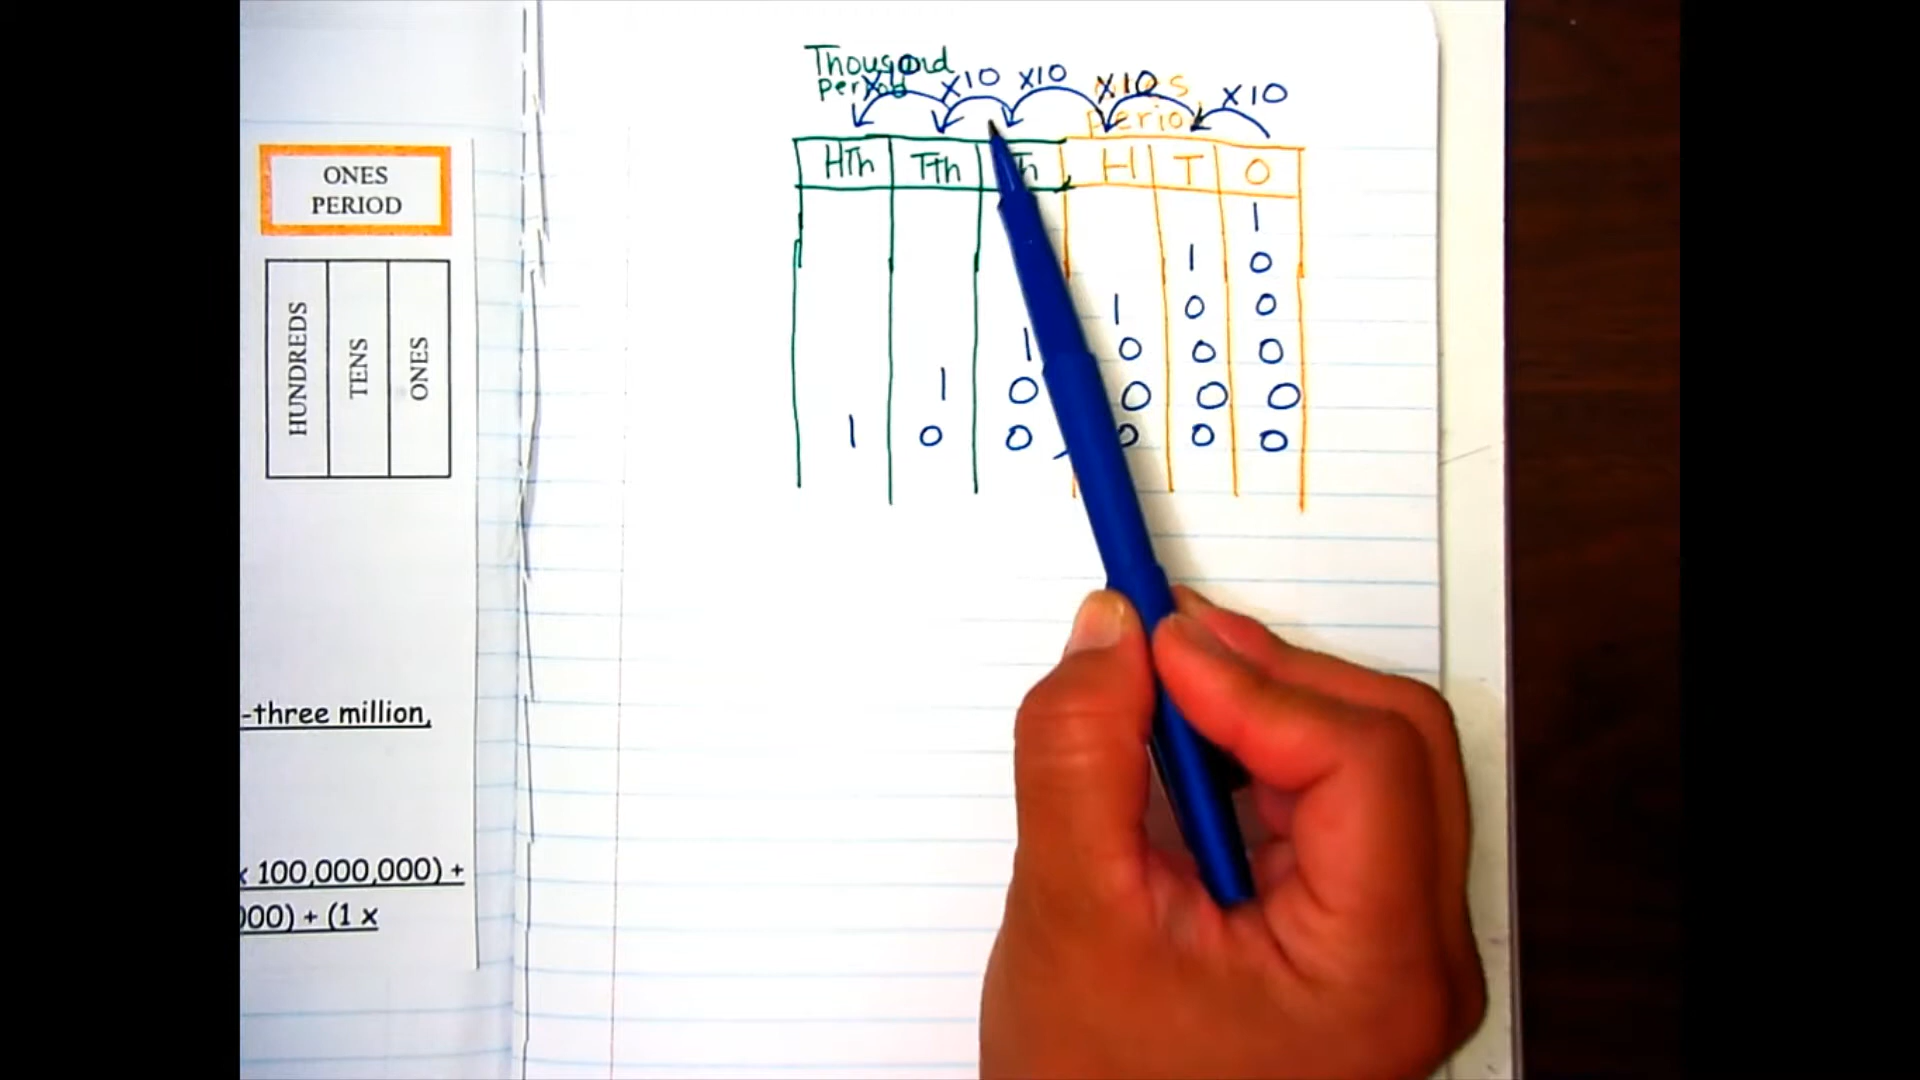 ONES
PERIOD
HUNDREDS
TENS
ONES
-three million,
x 100,000,000) +
000) + (1 x
Thousand
period
x10 x10 x10 x10 x10
period
HTh TTh Th H T O
1
1 0
1 0 0
1 0 0 0
1 0 0 0 0
1 0 0 , 0 0 0